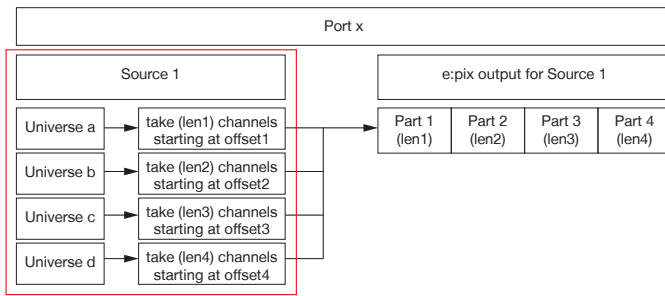 Port x
Source 1
e:pix output for Source 1
Universe a
take (len1) channels
starting at offset1
Part 1
(len1)
Part 2
(len2)
Part 3
(len3)
Part 4
(len4)
Universe b
take (len2) channels
starting at offset2
Universe c
take (len3) channels
starting at offset3
Universe d
take (len4) channels
starting at offset4